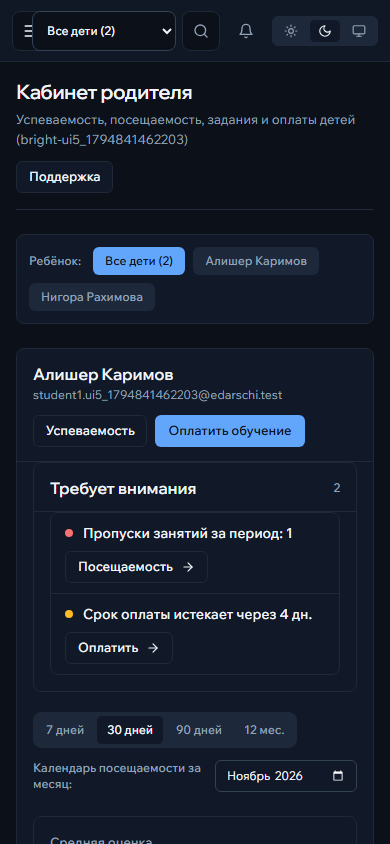 Все дети (2)
Кабинет родителя
Успеваемость, посещаемость, задания и оплаты детей
(bright-ui5_1794841462203)
Поддержка
Ребёнок:
Все дети (2)
Алишер Каримов
Нигора Рахимова
Алишер Каримов
student1.ui5_1794841462203@edarschi.test
Успеваемость
Оплатить обучение
Требует внимания
2
Пропуски занятий за период: 1
Посещаемость →
Срок оплаты истекает через 4 дн.
Оплатить →
7 дней
30 дней
90 дней
12 мес.
Календарь посещаемости за
месяц:
Ноябрь 2026
Средняя оценка